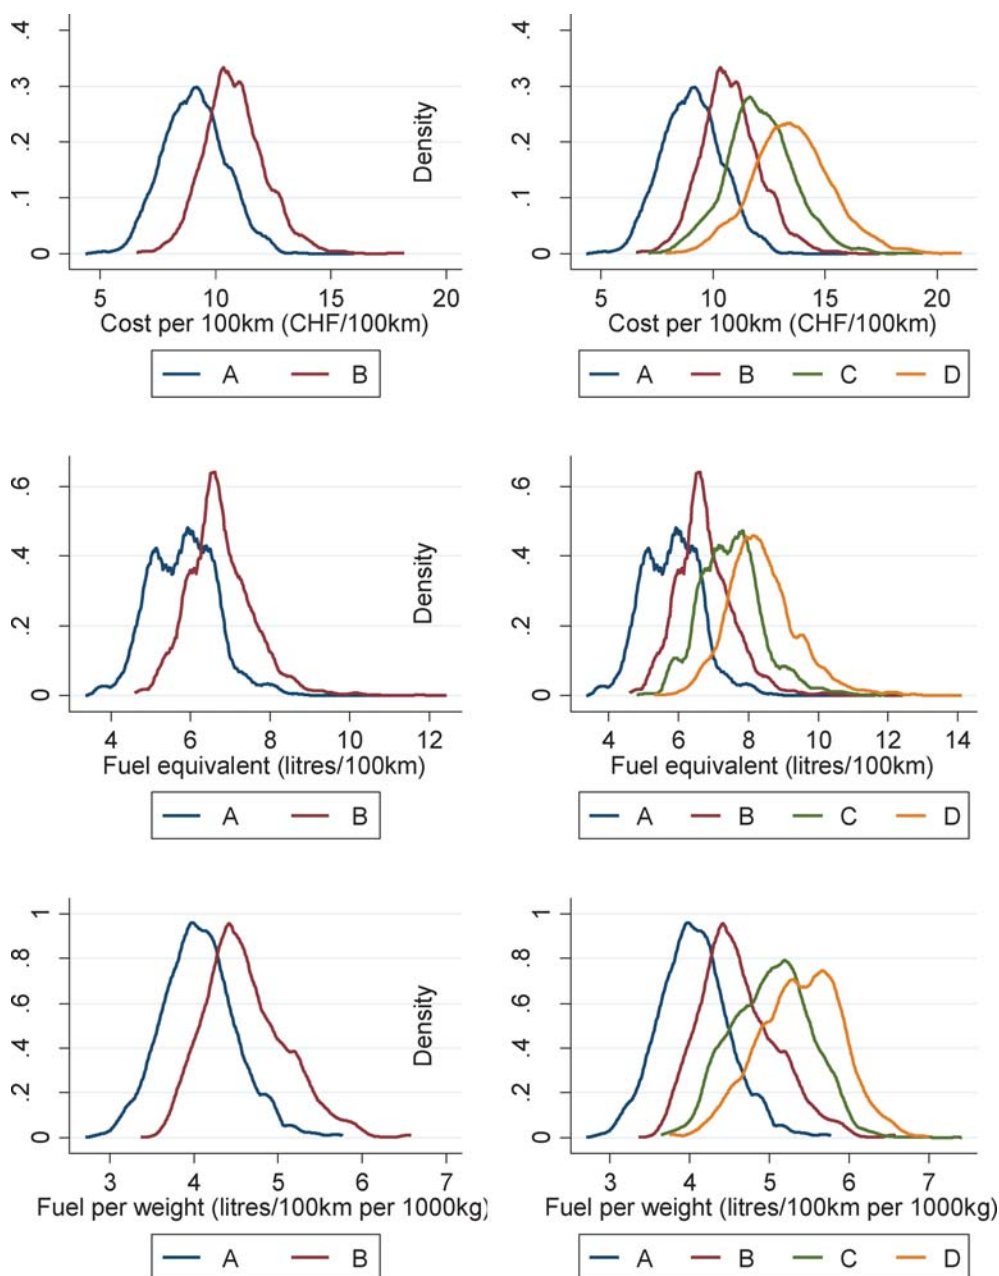 .4
.3
.2
.1
0
5 10 15 20
Cost per 100km (CHF/100km)
A B
Density
.4
.3
.2
.1
0
5 10 15 20
Cost per 100km (CHF/100km)
A B C D
.6
.4
.2
0
4 6 8 10 12
Fuel equivalent (litres/100km)
A B
Density
.6
.4
.2
0
4 6 8 10 12 14
Fuel equivalent (litres/100km)
A B C D
1
.8
.6
.4
.2
0
3 4 5 6 7
Fuel per weight (litres/100km per 1000kg)
A B
Density
1
.8
.6
.4
.2
0
3 4 5 6 7
Fuel per weight (litres/100km per 1000kg)
A B C D